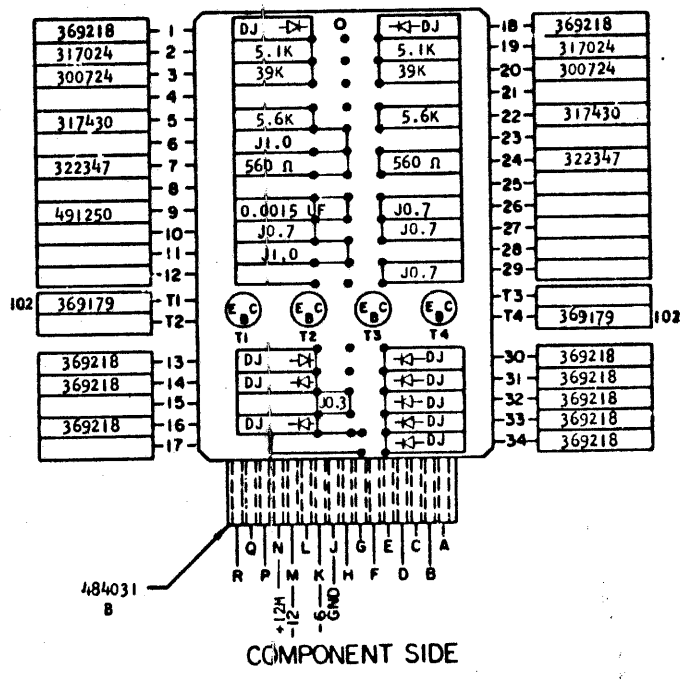 369218 1 DJ O DJ 18 369218
317024 2 5.1K 5.1K 19 317024
300724 3 39K 39K 20 300724
4 21
317430 5 5.6K 5.6K 22 317430
6 J1.0 23
322347 7 560 Ω 560 Ω 24 322347
8 25
491250 9 0.0015 UF J0.7 26
10 J0.7 J0.7 27
11 J1.0 28
12 J0.7 29
102 369179 T1 E B C E B C E B C E B C T3
T2 T1 T2 T3 T4 T4 369179 102
369218 13 DJ DJ 30 369218
369218 14 DJ DJ 31 369218
15 J0.3 DJ 32 369218
369218 16 DJ DJ 33 369218
17 DJ 34 369218
Q N L J G E C A
R P M K H F D B
484031
B
+12M -12 -6 GND
COMPONENT SIDE